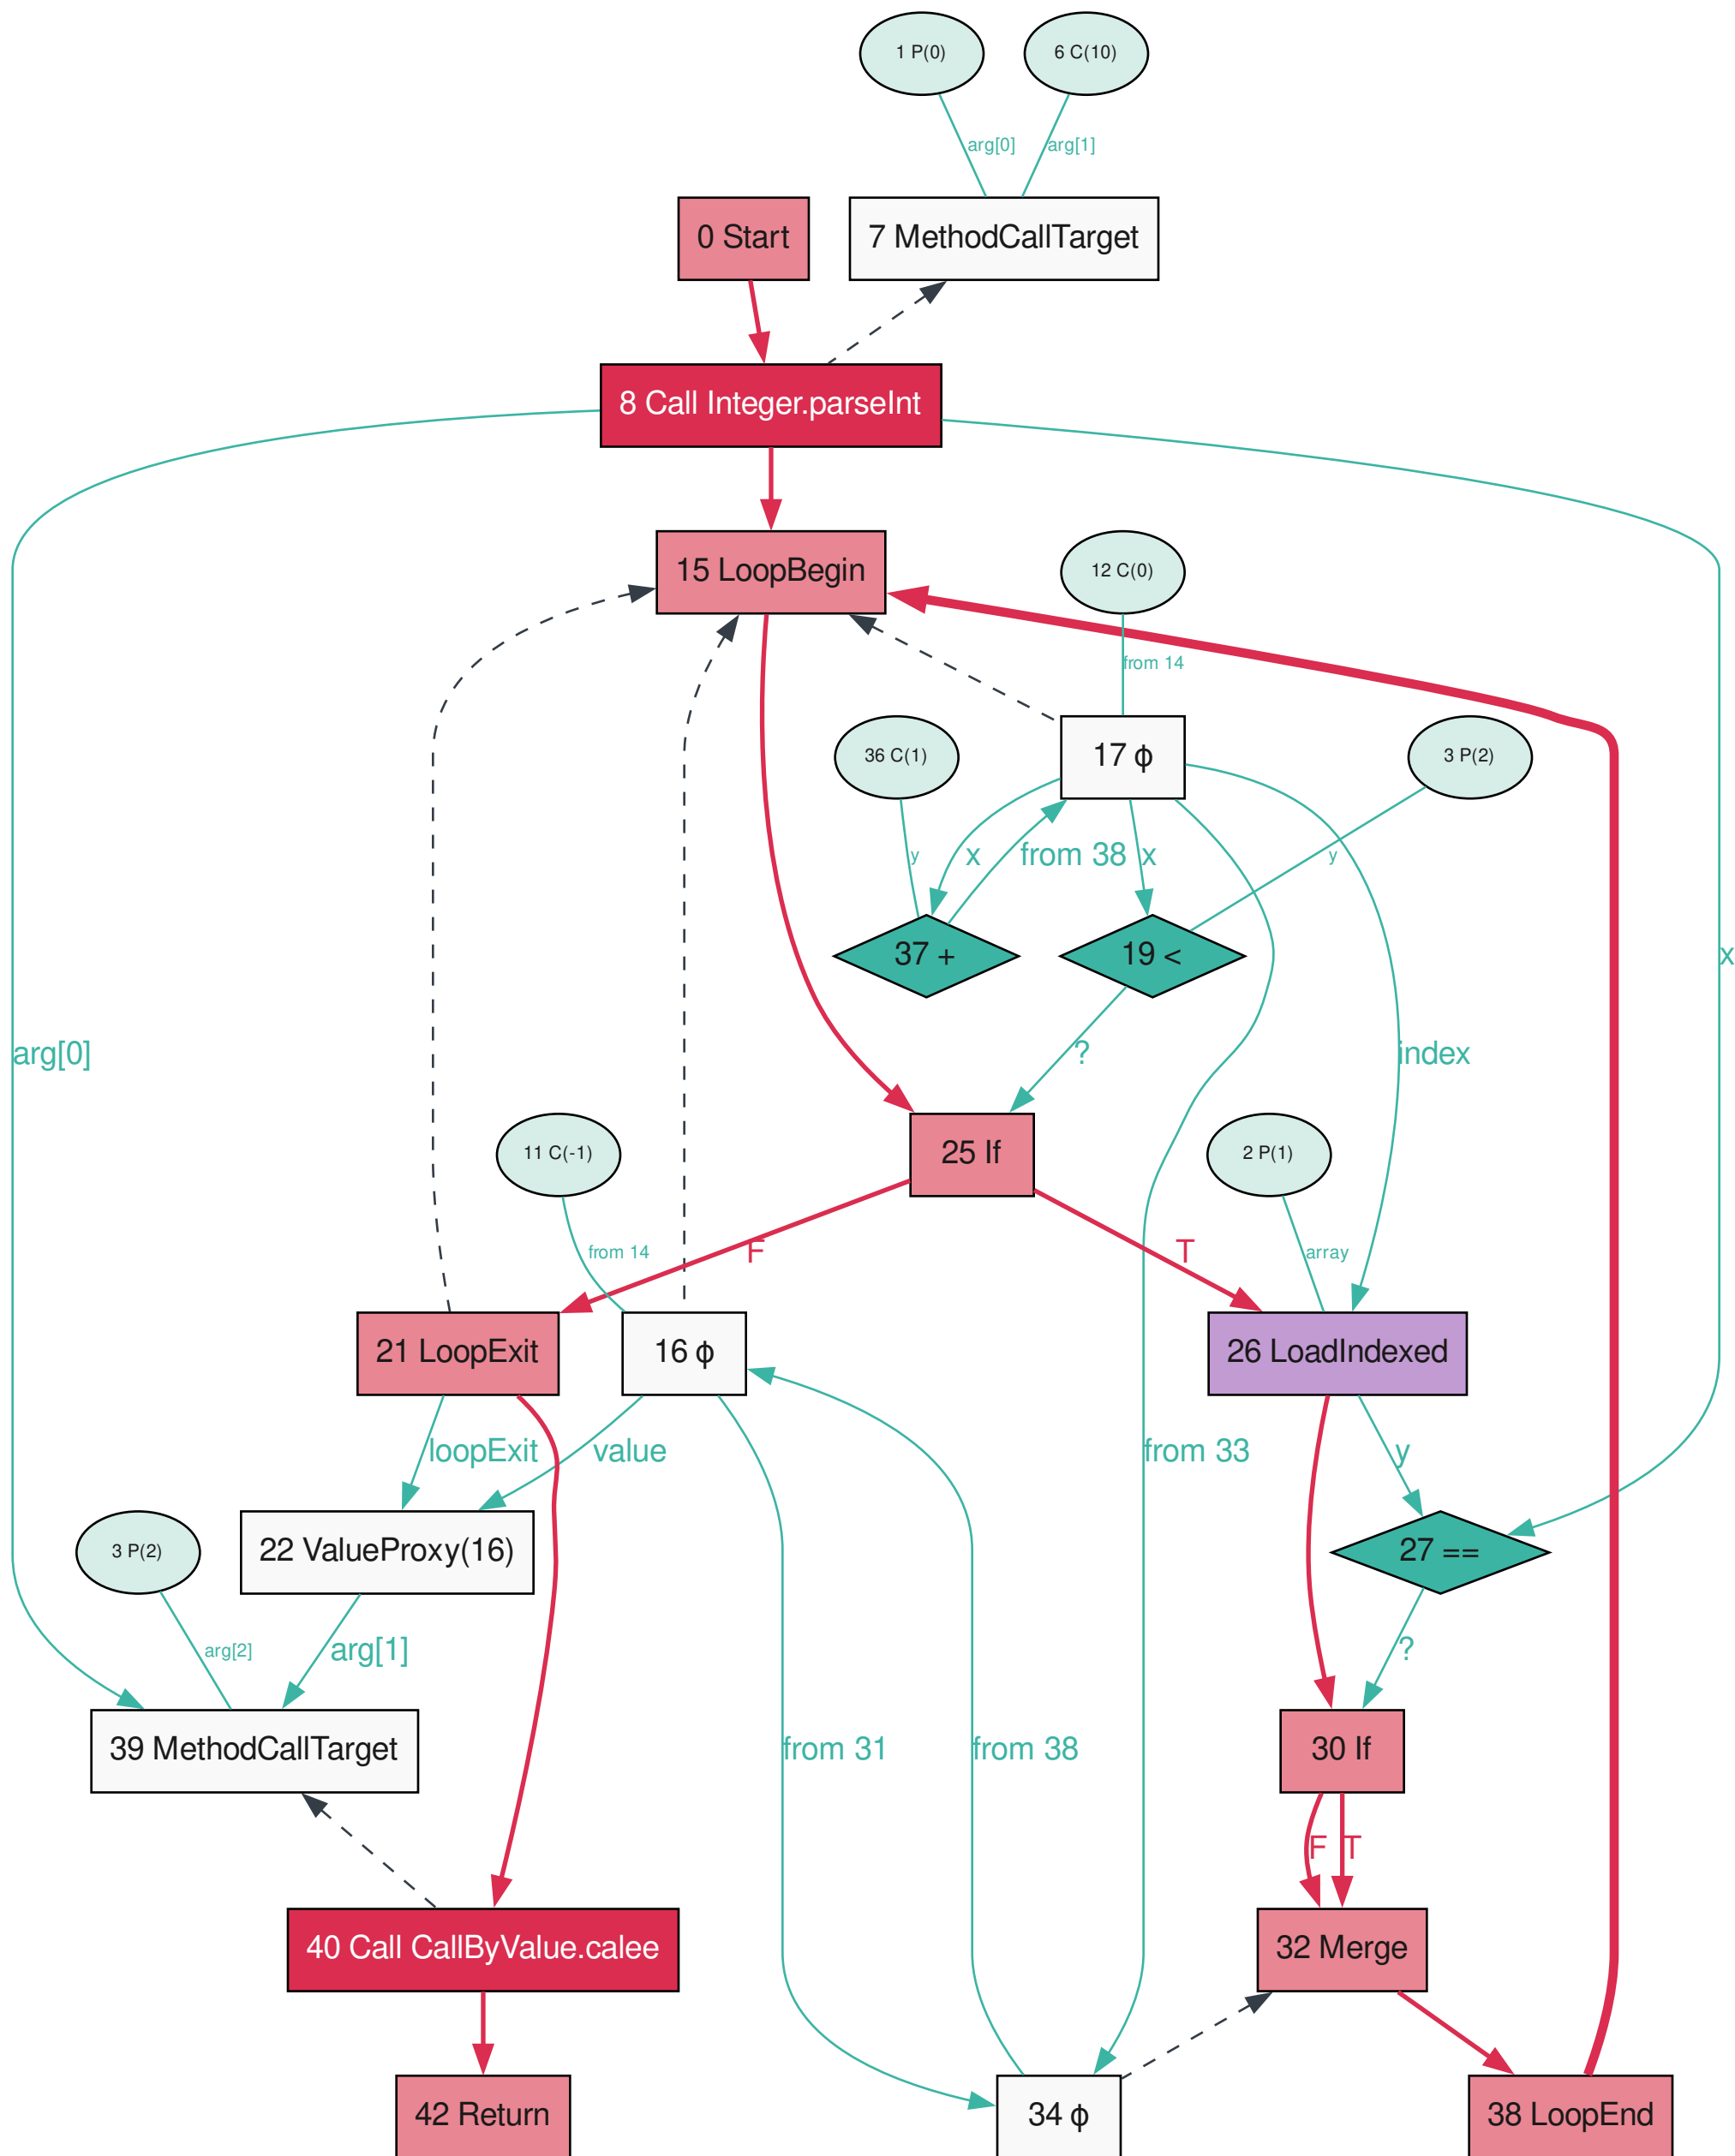 1 P(0)
6 C(10)
arg[0]
arg[1]
0 Start
7 MethodCallTarget
8 Call Integer.parseInt
15 LoopBegin
12 C(0)
from 14
36 C(1)
17 ϕ
3 P(2)
y
x
from 38
x
y
37 +
19 <
x
arg[0]
?
index
11 C(-1)
25 If
2 P(1)
from 14
F
T
array
21 LoopExit
16 ϕ
26 LoadIndexed
loopExit
value
from 33
y
3 P(2)
22 ValueProxy(16)
27 ==
arg[2]
arg[1]
?
39 MethodCallTarget
from 31
from 38
30 If
F
T
40 Call CallByValue.calee
32 Merge
42 Return
34 ϕ
38 LoopEnd